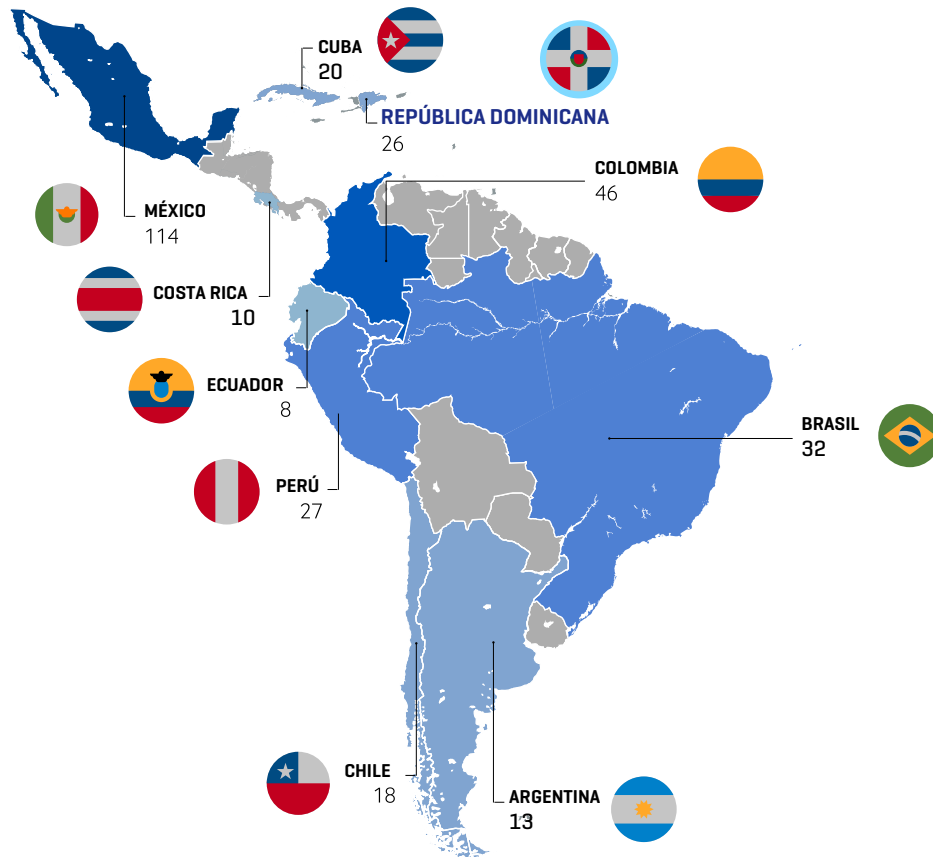 CUBA
20
REPÚBLICA DOMINICANA
26
COLOMBIA
46
MÉXICO
114
COSTA RICA
10
ECUADOR
8
BRASIL
32
PERÚ
27
CHILE
18
ARGENTINA
13